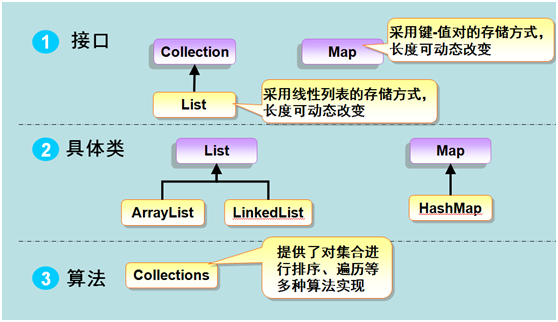 1 接口
Collection
Map
采用键-值对的存储方式，
长度可动态改变
List
采用线性列表的存储方式，
长度可动态改变
2 具体类
List
Map
ArrayList
LinkedList
HashMap
3 算法
Collections
提供了对集合进
行排序、遍历等
多种算法实现